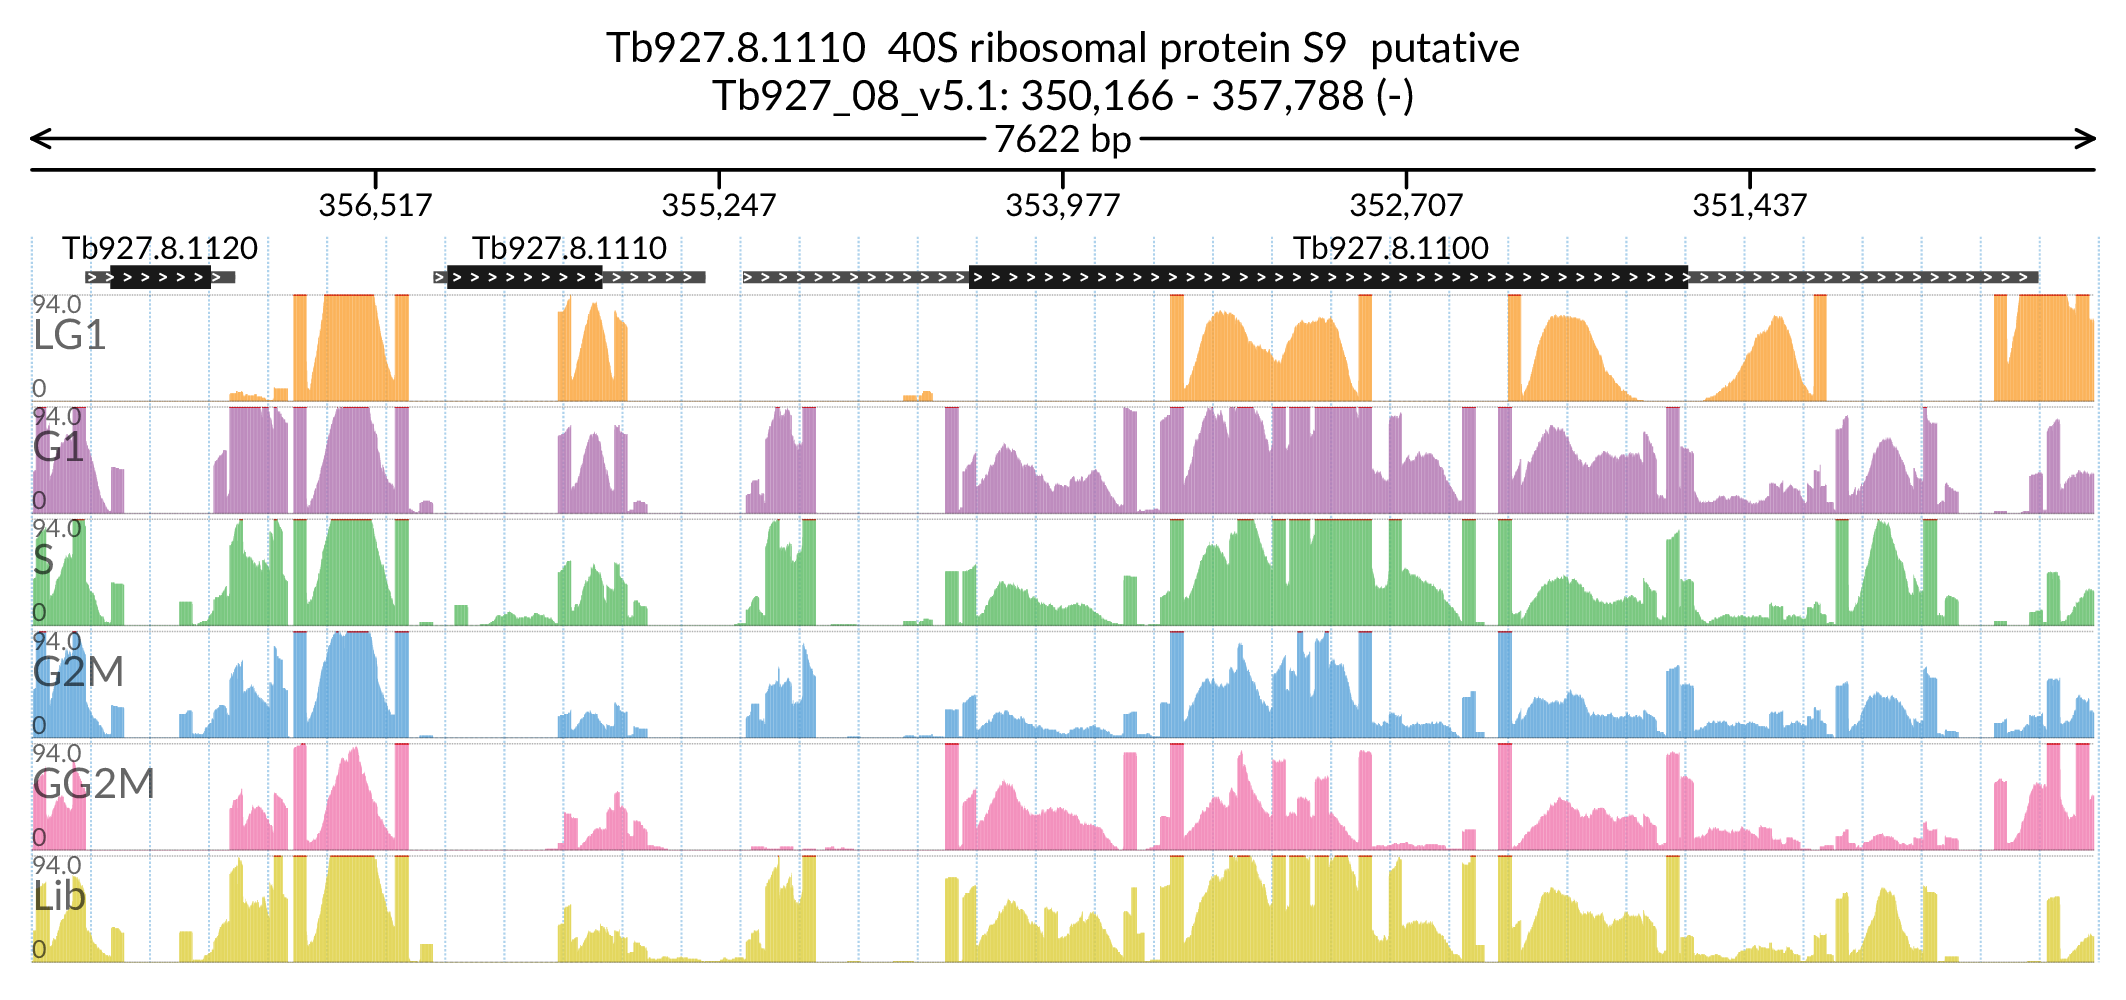 Tb927.8.1110  40S ribosomal protein S9  putative
Tb927_08_v5.1: 350,166 - 357,788 (-)
7622 bp
356,517 355,247 353,977 352,707 351,437
Tb927.8.1120 Tb927.8.1110 Tb927.8.1100
94.0
LG1
0
94.0
G1
0
94.0
S
0
94.0
G2M
0
94.0
GG2M
0
94.0
Lib
0